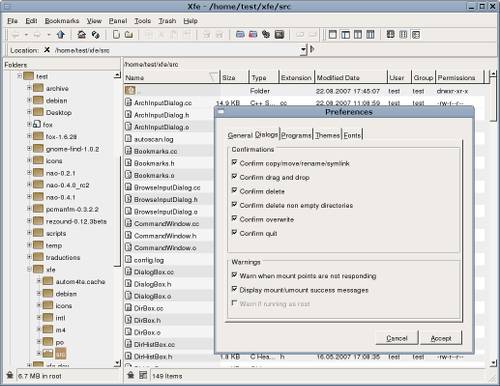 Xfe - /home/test/xfe/src
File Edit Bookmarks View Panel Tools Trash Help
Location: /home/test/xfe/src
Folders
/home/test/xfe/src
test
archive
debian
Desktop
fox
fox-1.6.28
gnome-find-1.0.2
icons
nao-0.2.1
nao-0.4.0_rc2
nao-0.4.1
pcmanfm-0.3.2.2
rezound-0.12.3beta
scripts
temp
traductions
xfe
autom4te.cache
debian
icons
intl
m4
po
src
Name Size Type Extension Modified Date User Group Permissions
.. Folder 22.08.2007 17:45:07 test test drwxr-xr-x
ArchInputDialog.cc 14.9 KB C++ S... cc 22.08.2007 11:08:59 test test -rw-r--r--
ArchInputDialog.h
ArchInputDialog.o
autoscan.log
Bookmarks.cc
Bookmarks.h
Bookmarks.o
BrowseInputDialog.cc
BrowseInputDialog.h
BrowseInputDialog.o
CommandWindow.cc
CommandWindow.h
CommandWindow.o
config.log
DialogBox.cc
DialogBox.h
DialogBox.o
DirBox.cc
DirBox.h
DirBox.o
DirHistBox.cc
DirHistBox.h 1.8 KB C Hea... h 16.05.2007 17:08:35 test test -rw-r--r--
Preferences
General Dialogs Programs Themes Fonts
Confirmations
Confirm copy/move/rename/symlink
Confirm drag and drop
Confirm delete
Confirm delete non empty directories
Confirm overwrite
Confirm quit
Warnings
Warn when mount points are not responding
Display mount/umount success messages
Warn if running as root
Cancel Accept
6.7 MB in root
149 Items